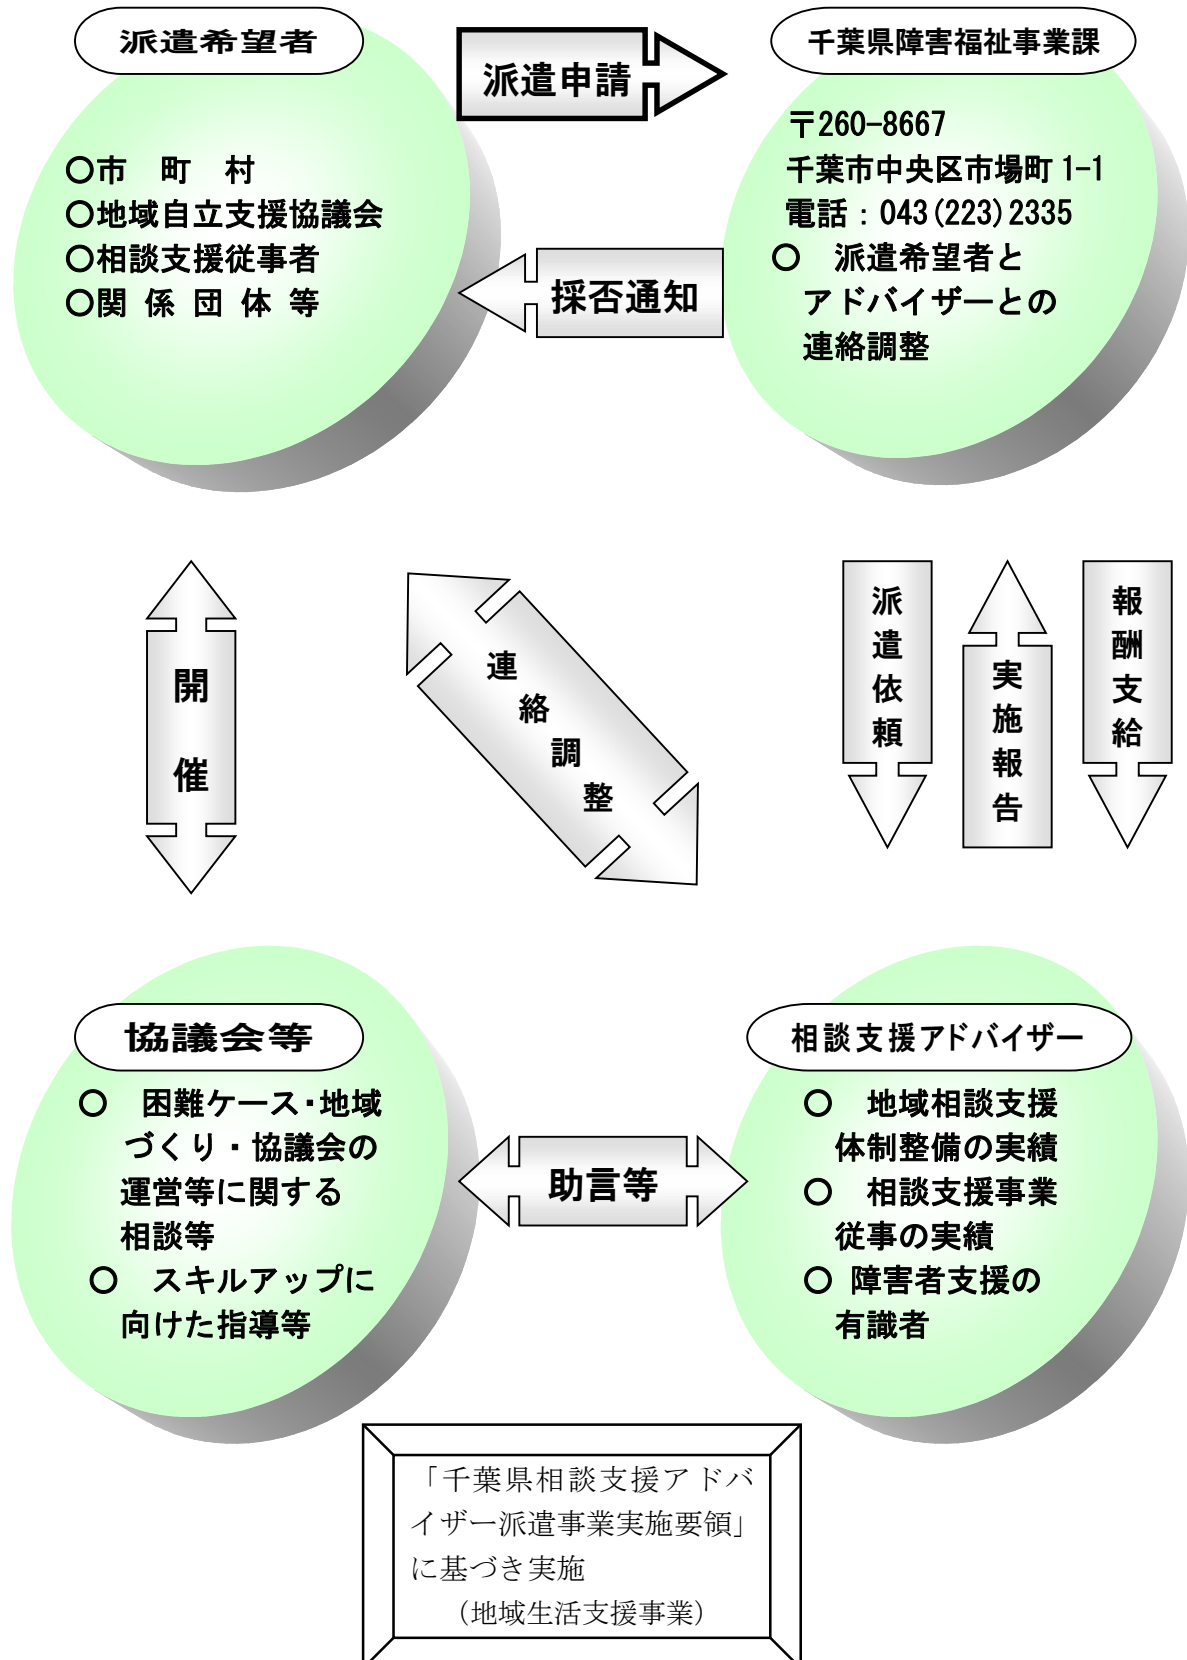 派遣希望者
○市　町　村
○地域自立支援協議会
○相談支援従事者
○関 係 団 体 等
派遣申請
採否通知
千葉県障害福祉事業課
〒260-8667
千葉市中央区市場町 1-1
電話：043(223)2335
○　派遣希望者と
アドバイザーとの
連絡調整
開催
連絡調整
派遣依頼
実施報告
報酬支給
協議会等
○　困難ケース・地域
づくり・協議会の
運営等に関する
相談等
○　スキルアップに
向けた指導等
助言等
相談支援アドバイザー
○　地域相談支援
体制整備の実績
○　相談支援事業
従事の実績
○ 障害者支援の
有識者
「千葉県相談支援アドバ
イザー派遣事業実施要領」
に基づき実施
（地域生活支援事業）